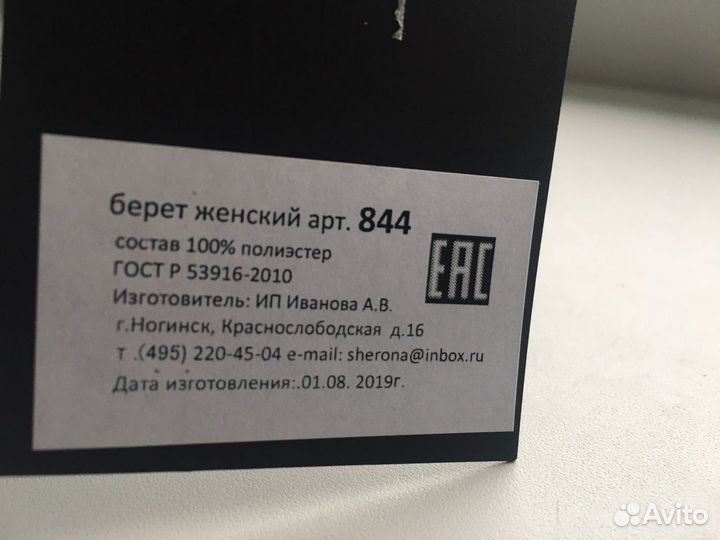 берет женский арт. 844
состав 100% полиэстер
ГОСТ Р 53916-2010
EAC
Изготовитель: ИП Иванова А.В.
г.Ногинск, Краснослободская д.16
т .(495) 220-45-04 e-mail: sherona@inbox.ru
Дата изготовления:.01.08. 2019г.
Avito